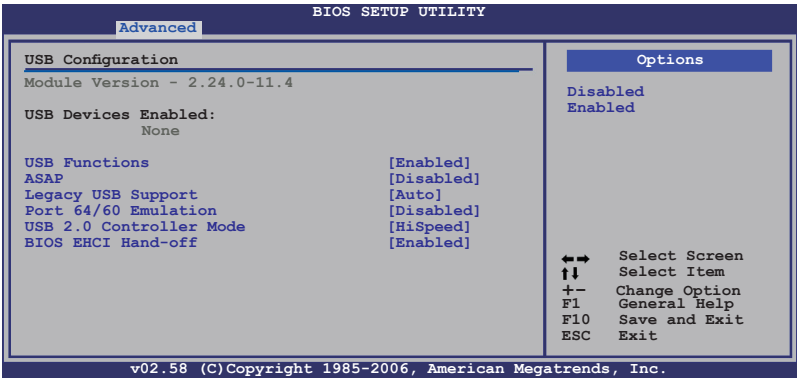 BIOS SETUP UTILITY
Advanced
USB Configuration
Module Version - 2.24.0-11.4
USB Devices Enabled:
None
USB Functions [Enabled]
ASAP [Disabled]
Legacy USB Support [Auto]
Port 64/60 Emulation [Disabled]
USB 2.0 Controller Mode [HiSpeed]
BIOS EHCI Hand-off [Enabled]
Options
Disabled
Enabled
←→ Select Screen
↑↓ Select Item
+- Change Option
F1 General Help
F10 Save and Exit
ESC Exit
v02.58 (C)Copyright 1985-2006, American Megatrends, Inc.